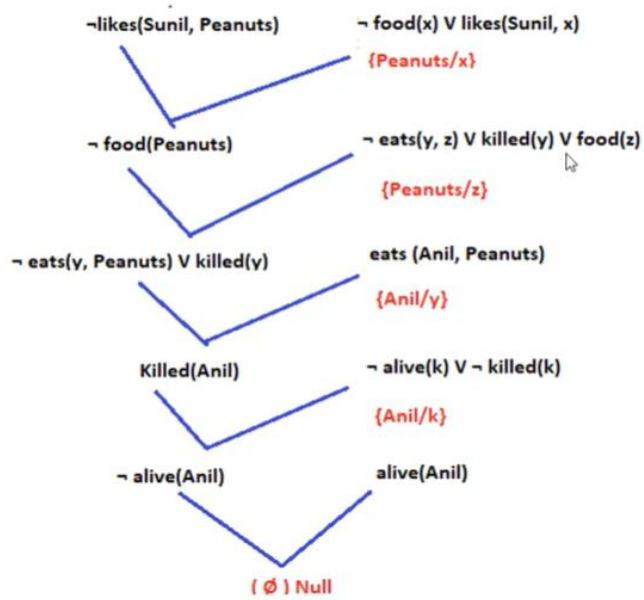 ¬likes(Sunil, Peanuts)
¬ food(x) V likes(Sunil, x)
{Peanuts/x}
¬ food(Peanuts)
¬ eats(y, z) V killed(y) V food(z)
{Peanuts/z}
¬ eats(y, Peanuts) V killed(y)
eats (Anil, Peanuts)
{Anil/y}
Killed(Anil)
¬ alive(k) V ¬ killed(k)
{Anil/k}
¬ alive(Anil)
alive(Anil)
( Ø ) Null